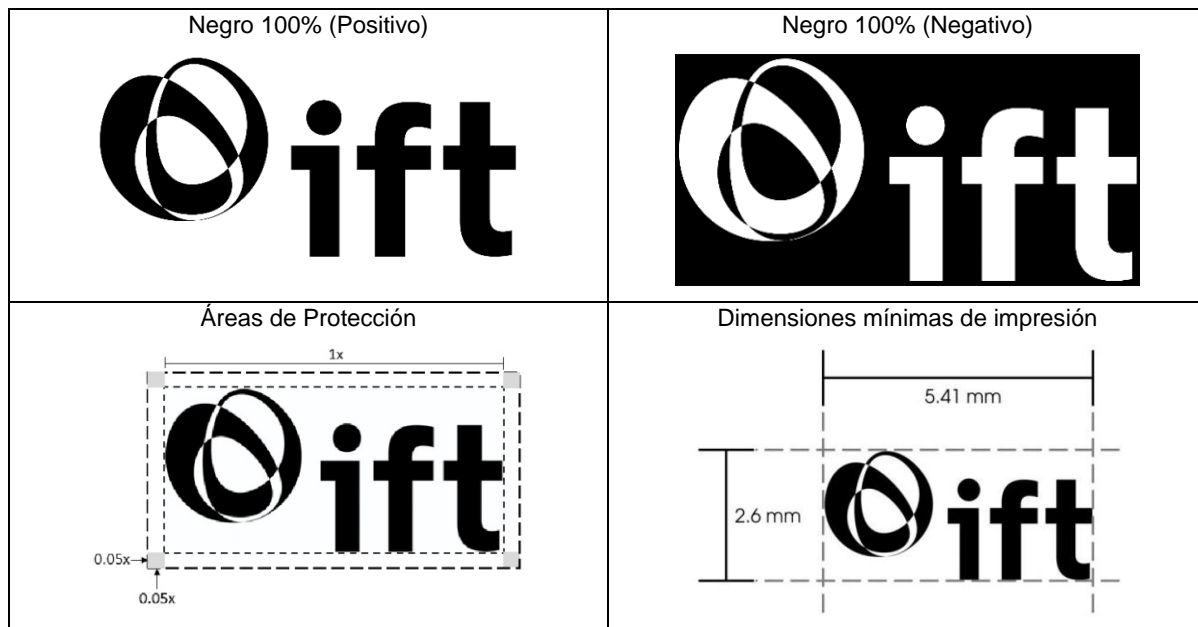 Negro 100% (Positivo)
ift
Negro 100% (Negativo)
ift
Áreas de Protección
1x
ift
0.05x
0.05x
Dimensiones mínimas de impresión
5.41 mm
2.6 mm
ift